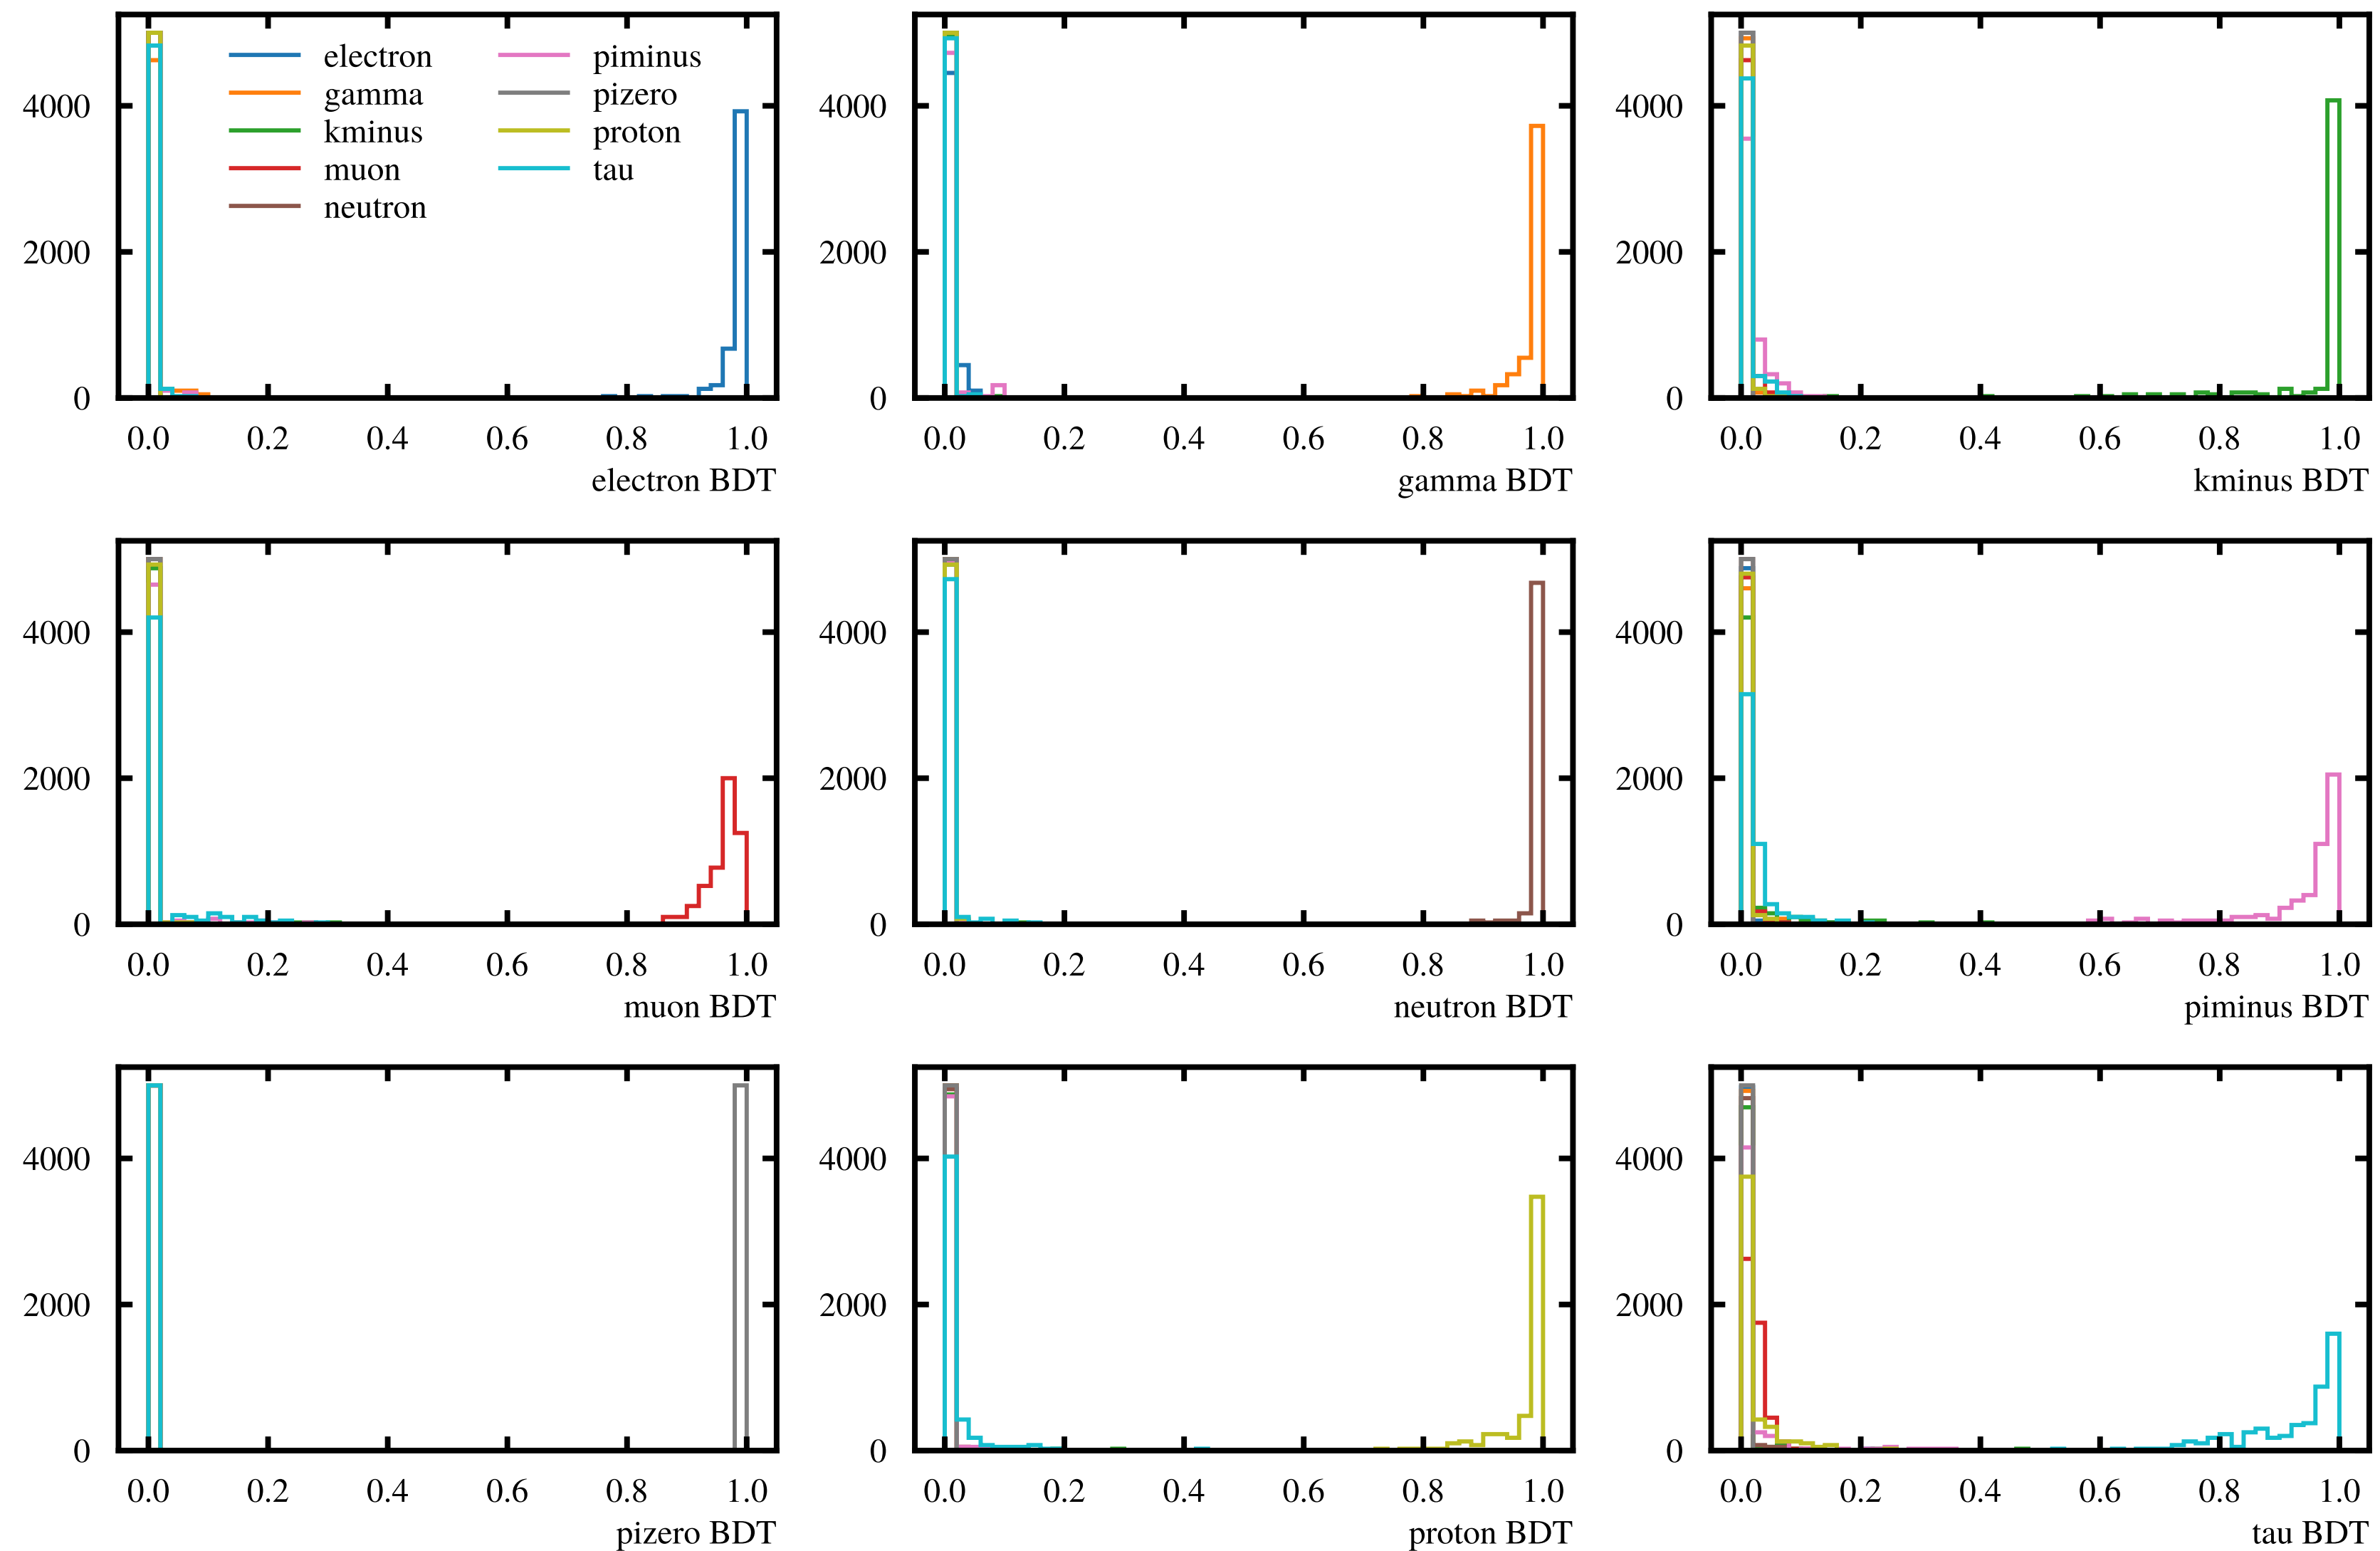 electron
gamma
kminus
muon
neutron
piminus
pizero
proton
tau
4000
2000
0
0.0 0.2 0.4 0.6 0.8 1.0
electron BDT
4000
2000
0
0.0 0.2 0.4 0.6 0.8 1.0
gamma BDT
4000
2000
0
0.0 0.2 0.4 0.6 0.8 1.0
kminus BDT
4000
2000
0
0.0 0.2 0.4 0.6 0.8 1.0
muon BDT
4000
2000
0
0.0 0.2 0.4 0.6 0.8 1.0
neutron BDT
4000
2000
0
0.0 0.2 0.4 0.6 0.8 1.0
piminus BDT
4000
2000
0
0.0 0.2 0.4 0.6 0.8 1.0
pizero BDT
4000
2000
0
0.0 0.2 0.4 0.6 0.8 1.0
proton BDT
4000
2000
0
0.0 0.2 0.4 0.6 0.8 1.0
tau BDT